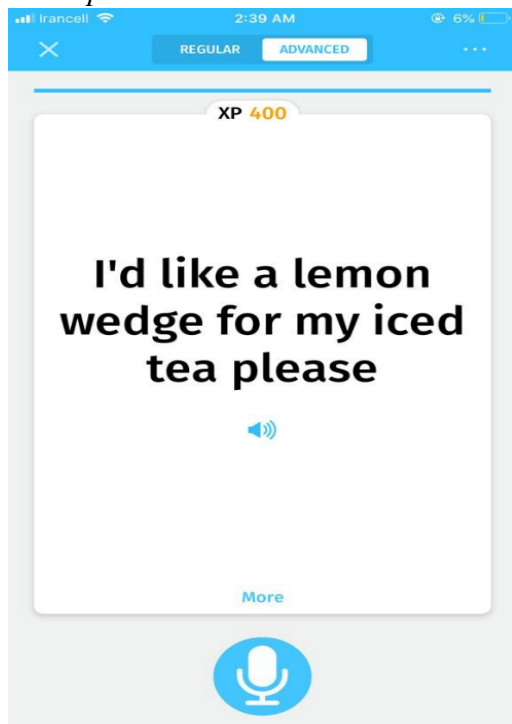 Irancell 2:39 AM 6%
REGULAR ADVANCED
XP 400
I'd like a lemon
wedge for my iced
tea please
More